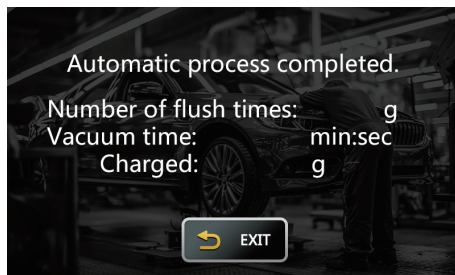 Automatic process completed.
Number of flush times: g
Vacuum time: min:sec
Charged: g
EXIT